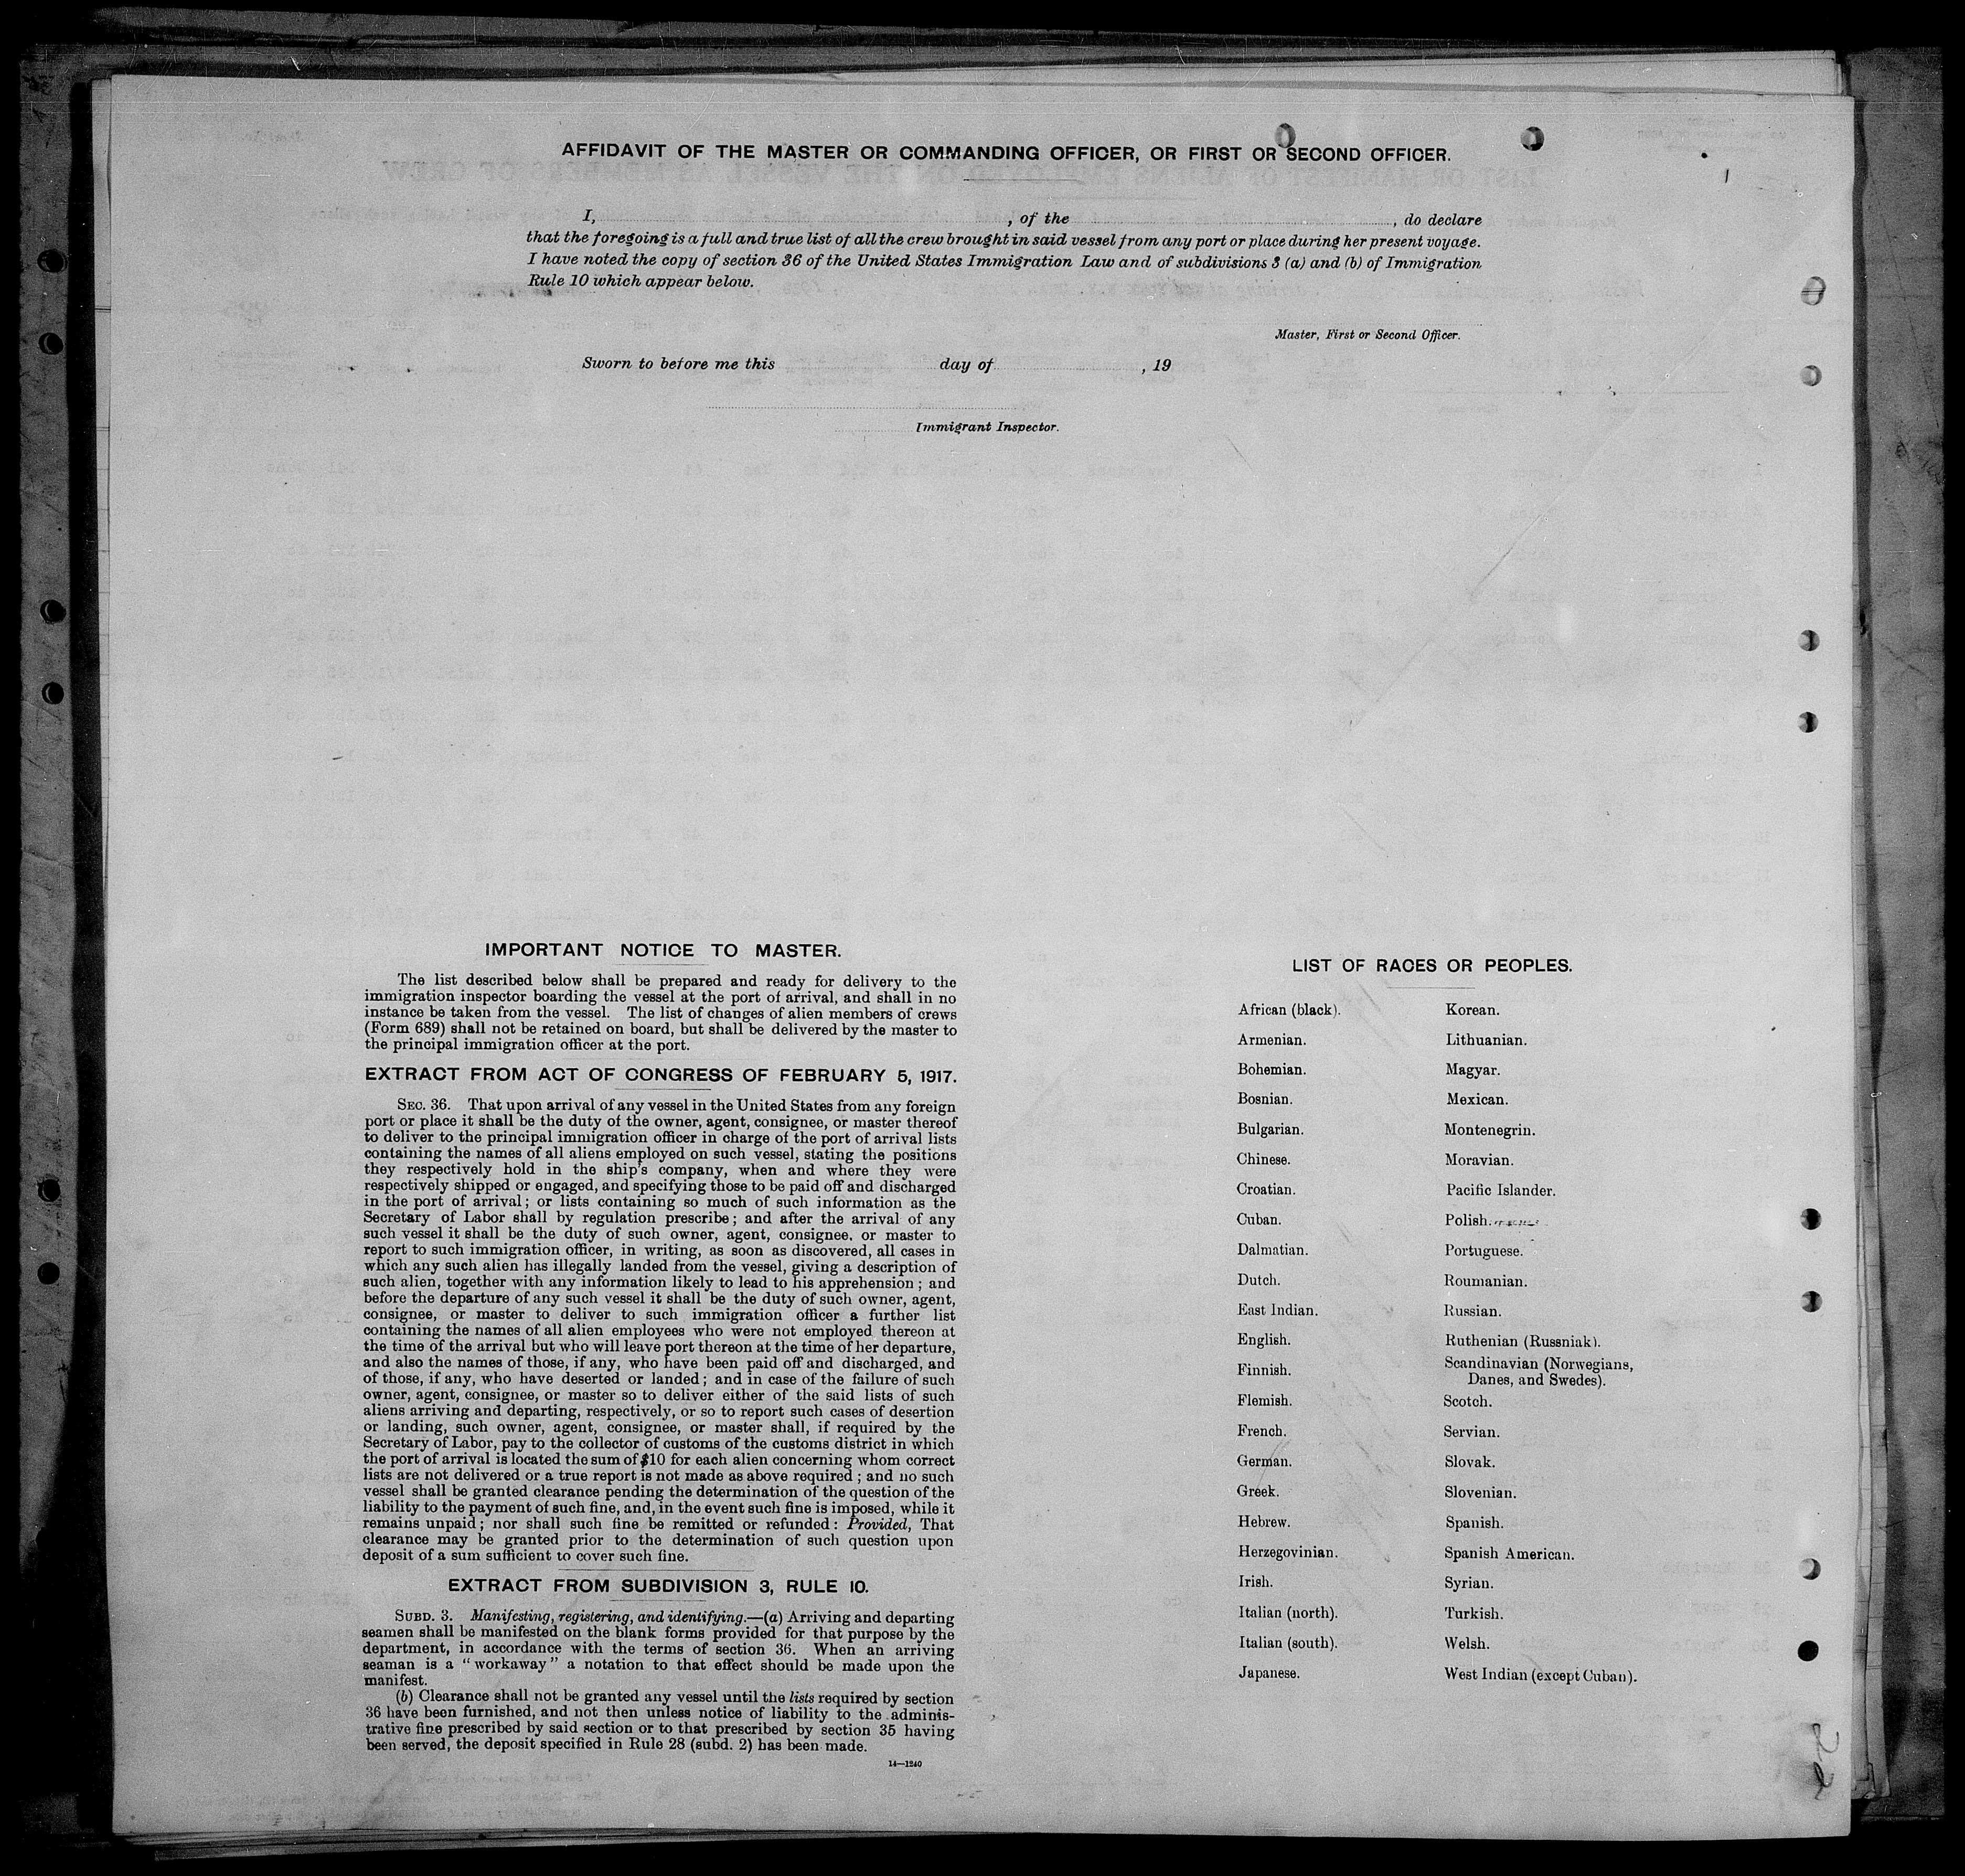 AFFIDAVIT OF THE MASTER OR COMMANDING OFFICER, OR FIRST OR SECOND OFFICER.
I, , of the , do declare
that the foregoing is a full and true list of all the crew brought in said vessel from any port or place during her present voyage.
I have noted the copy of section 36 of the United States Immigration Law and of subdivisions 3 (a) and (b) of Immigration
Rule 10 which appear below.
Master, First or Second Officer.
Sworn to before me this day of , 19
Immigrant Inspector.
IMPORTANT NOTICE TO MASTER.
The list described below shall be prepared and ready for delivery to the
immigration inspector boarding the vessel at the port of arrival, and shall in no
instance be taken from the vessel. The list of changes of alien members of crews
(Form 689) shall not be retained on board, but shall be delivered by the master to
the principal immigration officer at the port.
EXTRACT FROM ACT OF CONGRESS OF FEBRUARY 5, 1917.
SEC. 36. That upon arrival of any vessel in the United States from any foreign
port or place it shall be the duty of the owner, agent, consignee, or master thereof
to deliver to the principal immigration officer in charge of the port of arrival lists
containing the names of all aliens employed on such vessel, stating the positions
they respectively hold in the ship's company, when and where they were
respectively shipped or engaged, and specifying those to be paid off and discharged
in the port of arrival; or lists containing so much of such information as the
Secretary of Labor shall by regulation prescribe; and after the arrival of any
such vessel it shall be the duty of such owner, agent, consignee, or master to
report to such immigration officer, in writing, as soon as discovered, all cases in
which any such alien has illegally landed from the vessel, giving a description of
such alien, together with any information likely to lead to his apprehension; and
before the departure of any such vessel it shall be the duty of such owner, agent,
consignee, or master to deliver to such immigration officer a further list
containing the names of all alien employees who were not employed thereon at
the time of the arrival but who will leave port thereon at the time of her departure,
and also the names of those, if any, who have been paid off and discharged, and
of those, if any, who have deserted or landed; and in case of the failure of such
owner, agent, consignee, or master so to deliver either of the said lists of such
aliens arriving and departing, respectively, or so to report such cases of desertion
or landing, such owner, agent, consignee, or master shall, if required by the
Secretary of Labor, pay to the collector of customs of the customs district in which
the port of arrival is located the sum of $10 for each alien concerning whom correct
lists are not delivered or a true report is not made as above required; and no such
vessel shall be granted clearance pending the determination of the question of the
liability to the payment of such fine, and, in the event such fine is imposed, while it
remains unpaid; nor shall such fine be remitted or refunded: Provided, That
clearance may be granted prior to the determination of such question upon
deposit of a sum sufficient to cover such fine.
EXTRACT FROM SUBDIVISION 3, RULE 10.
SUBD. 3. Manifesting, registering, and identifying.—(a) Arriving and departing
seamen shall be manifested on the blank forms provided for that purpose by the
department, in accordance with the terms of section 36. When an arriving
seaman is a "workaway" a notation to that effect should be made upon the
manifest.
(b) Clearance shall not be granted any vessel until the lists required by section
36 have been furnished, and not then unless notice of liability to the adminis-
trative fine prescribed by said section or to that prescribed by section 35 having
been served, the deposit specified in Rule 28 (subd. 2) has been made.
14—1240
LIST OF RACES OR PEOPLES.
African (black).
Armenian.
Bohemian.
Bosnian.
Bulgarian.
Chinese.
Croatian.
Cuban.
Dalmatian.
Dutch.
East Indian.
English.
Finnish.
Flemish.
French.
German.
Greek.
Hebrew.
Herzegovinian.
Irish.
Italian (north).
Italian (south).
Japanese.
Korean.
Lithuanian.
Magyar.
Mexican.
Montenegrin.
Moravian.
Pacific Islander.
Polish.
Portuguese.
Roumanian.
Russian.
Ruthenian (Russniak).
Scandinavian (Norwegians,
Danes, and Swedes).
Scotch.
Servian.
Slovak.
Slovenian.
Spanish.
Spanish American.
Syrian.
Turkish.
Welsh.
West Indian (except Cuban).